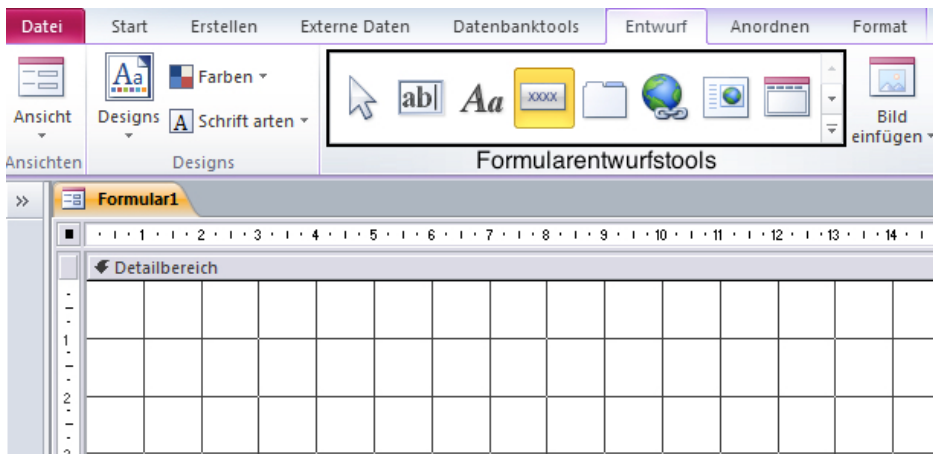 Datei Start Erstellen Externe Daten Datenbanktools Entwurf Anordnen Format
Aa Farben ab Aa xxxx
Ansicht Designs A Schrift arten Bild
einfügen
Ansichten Designs Formularentwurfstools
Formular1
1 2 3 4 5 6 7 8 9 10 11 12 13 14
Detailbereich
1
2